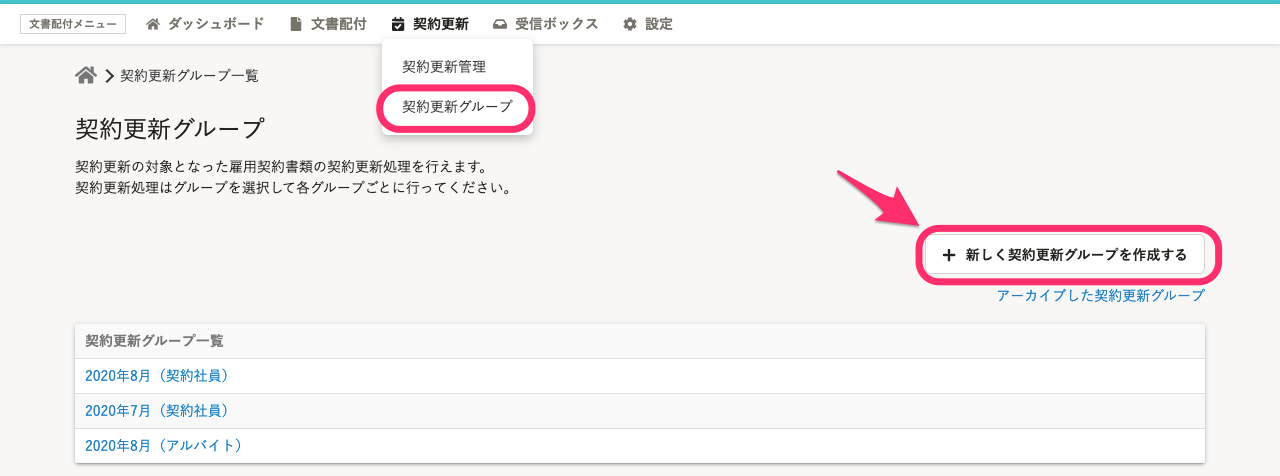 文書配付メニュー ダッシュボード 文書配付 契約更新 受信ボックス 設定
契約更新管理
契約更新グループ
契約更新グループ一覧
契約更新グループ
契約更新の対象となった雇用契約書類の契約更新処理を行えます。
契約更新処理はグループを選択して各グループごとに行ってください。
新しく契約更新グループを作成する
アーカイブした契約更新グループ
契約更新グループ一覧
2020年8月（契約社員）
2020年7月（契約社員）
2020年8月（アルバイト）